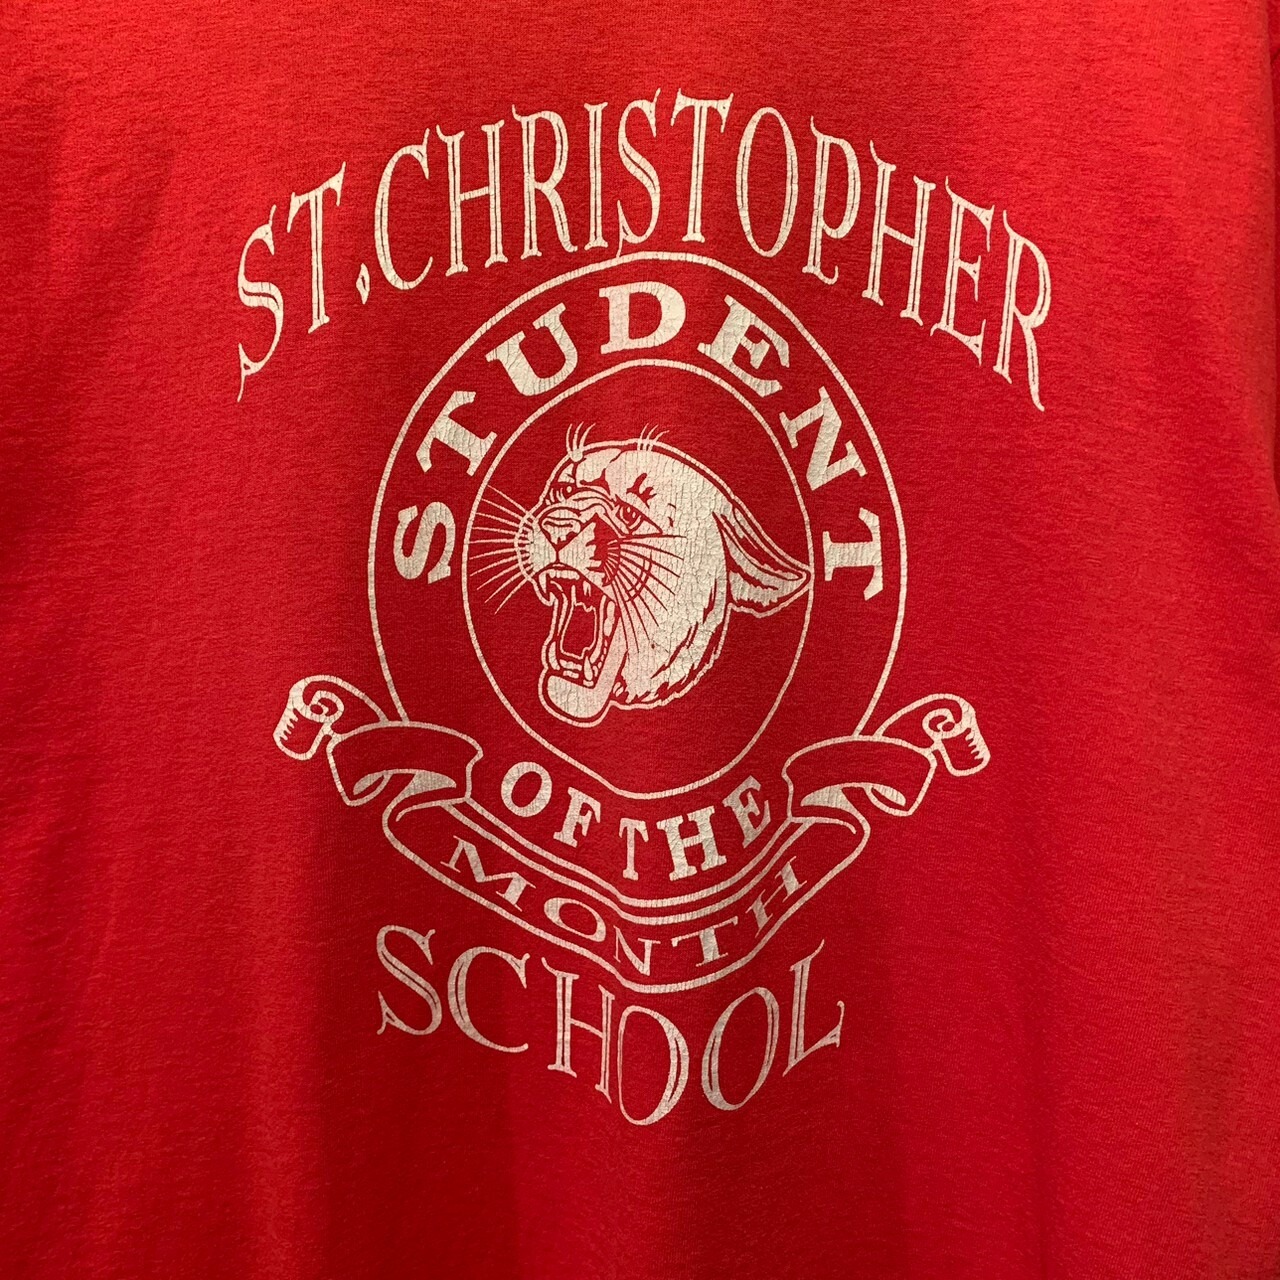 ST.CHRISTOPHER
STUDENT
OF THE
MONTH
SCHOOL